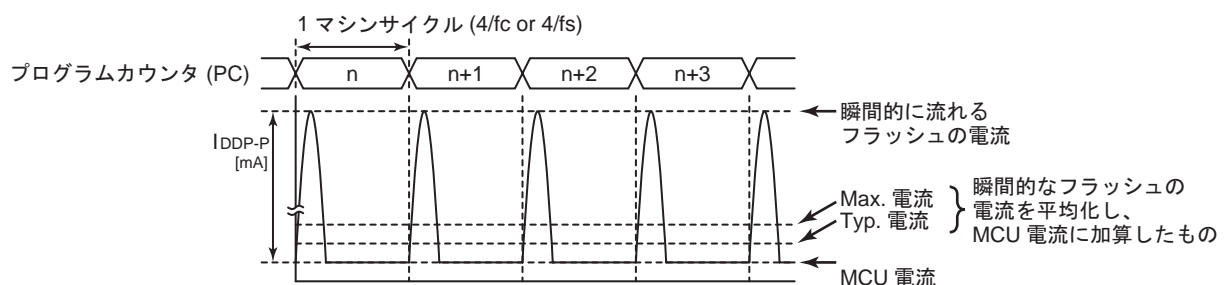 1 マシンサイクル (4/fc or 4/fs)
プログラムカウンタ (PC)
n
n+1
n+2
n+3
瞬間的に流れる
フラッシュの電流
IDDP-P
[mA]
Max. 電流
Typ. 電流
瞬間的なフラッシュの
電流を平均化し、
MCU 電流に加算したもの
MCU 電流